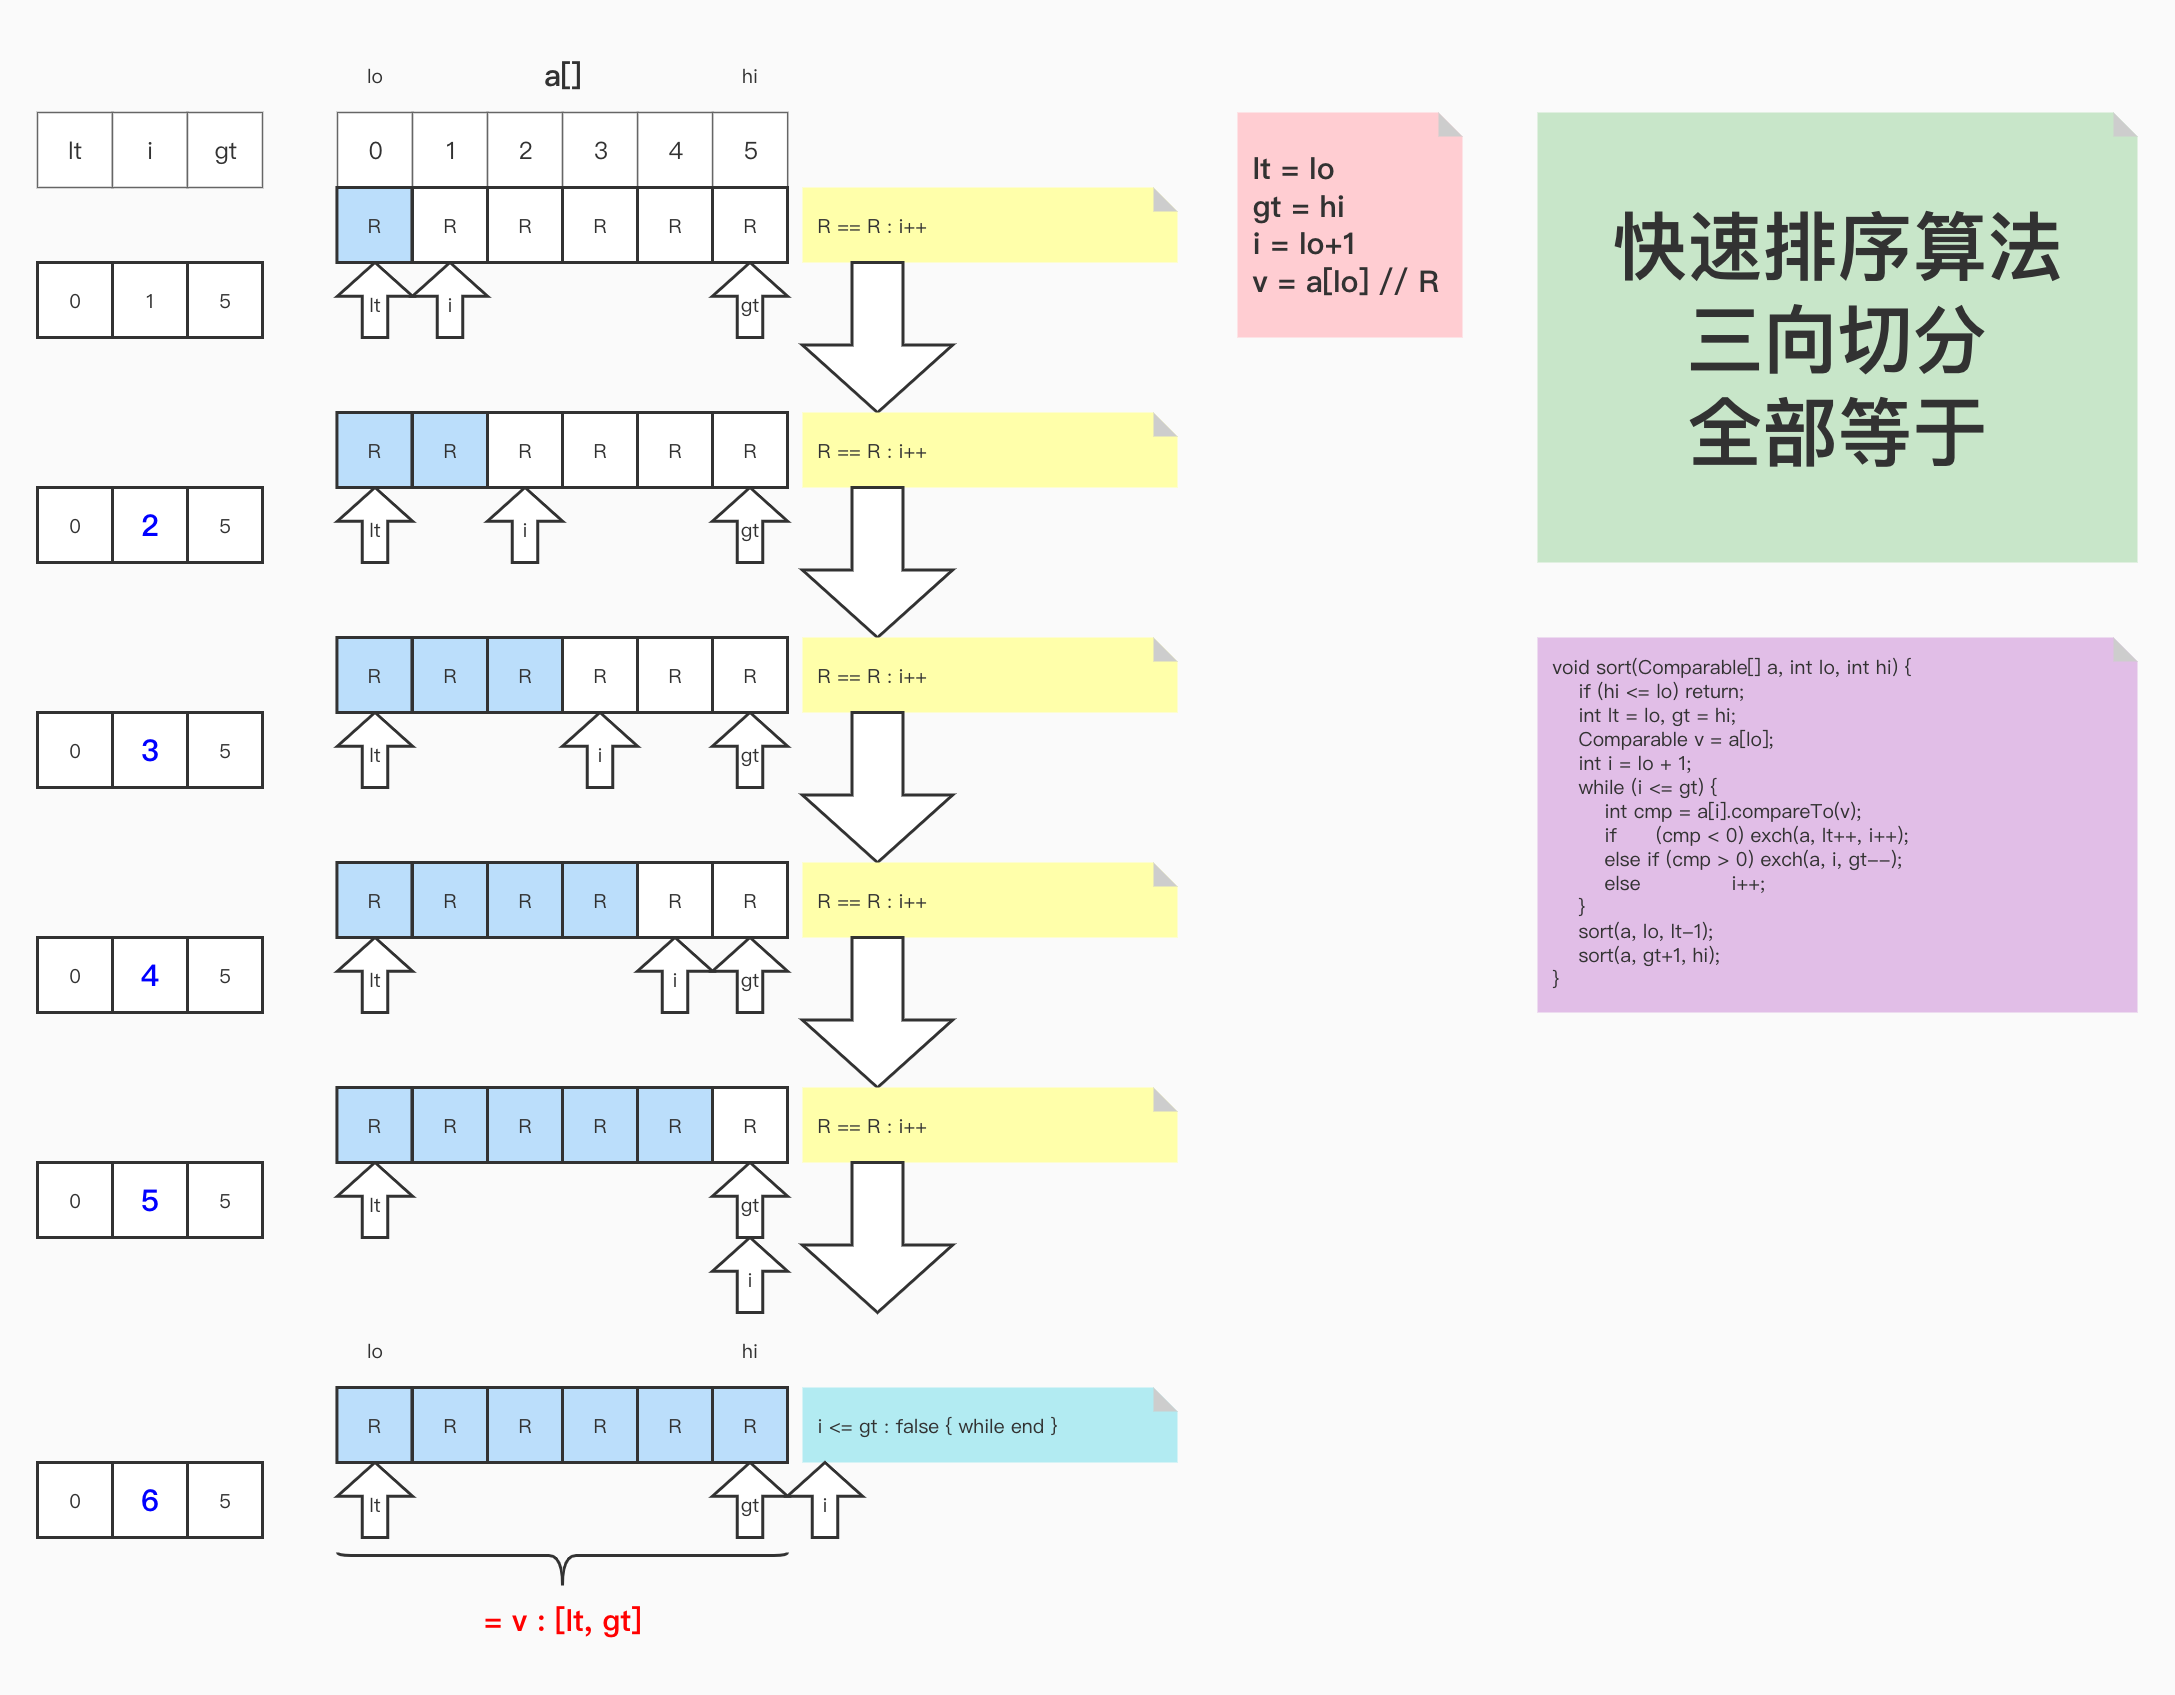 lo a[] hi
lt i gt
0 1 2 3 4 5
R R R R R R
R == R : i++
0 1 5
lt i gt
R R R R R R
R == R : i++
0 2 5
lt i gt
R R R R R R
R == R : i++
0 3 5
lt i gt
R R R R R R
R == R : i++
0 4 5
lt i gt
R R R R R R
R == R : i++
0 5 5
lt gt
i
lo hi
R R R R R R
i <= gt : false { while end }
0 6 5
lt gt i
= v : [lt, gt]
lt = lo
gt = hi
i = lo+1
v = a[lo] // R
快速排序算法
三向切分
全部等于
void sort(Comparable[] a, int lo, int hi) {
if (hi <= lo) return;
int lt = lo, gt = hi;
Comparable v = a[lo];
int i = lo + 1;
while (i <= gt) {
int cmp = a[i].compareTo(v);
if (cmp < 0) exch(a, lt++, i++);
else if (cmp > 0) exch(a, i, gt--);
else i++;
}
sort(a, lo, lt-1);
sort(a, gt+1, hi);
}